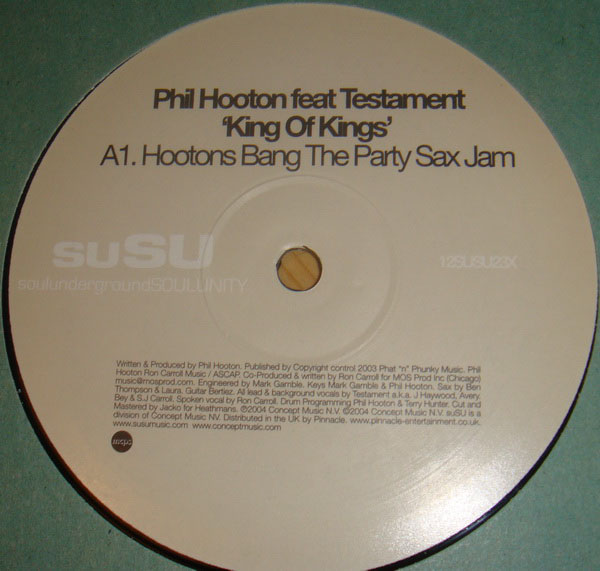 Phil Hooton feat Testament
'King Of Kings'
A1. Hootons Bang The Party Sax Jam
suSU
soulundergroundSOULUNITY
12SUSU23X
Written & Produced by Phil Hooton. Published by Copyright control 2003 Phat "n" Phunky Music. Phil
Hooton Ron Carroll Music / ASCAP. Co-Produced & written by Ron Carroll for MOS Prod Inc (Chicago)
music@mosprod.com. Engineered by Mark Gamble. Keys Mark Gamble & Phil Hooton. Sax by Ben
Thompson & Laura. Guitar Bertiez. All lead & background vocals by Testament a.k.a. J Haywood, Avery,
Bey & S.J Carroll. Spoken vocal by Ron Carroll. Drum Programming Phil Hooton & Terry Hunter. Cut and
Mastered by Jacko for Heathmans. ℗2004 Concept Music N.V. ©2004 Concept Music N.V. suSU is a
division of Concept Music NV. Distributed in the UK by Pinnacle. www.pinnacle-entertainment.co.uk.
www.susumusic.com www.conceptmusic.com
mcps